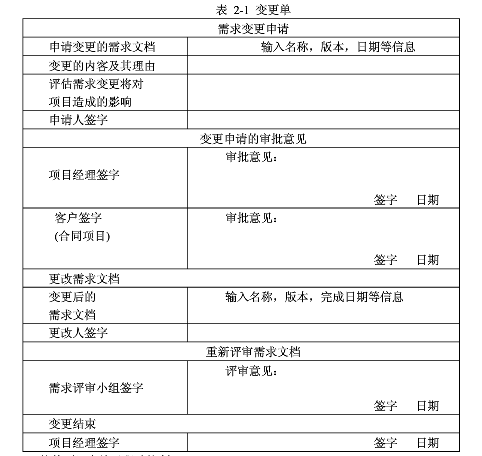 表 2-1 变更单
需求变更申请
申请变更的需求文档 输入名称，版本，日期等信息
变更的内容及其理由
评估需求变更将对
项目造成的影响
申请人签字
变更申请的审批意见
项目经理签字
审批意见：
签字 日期
客户签字
(合同项目)
审批意见：
签字 日期
更改需求文档
变更后的
需求文档
输入名称，版本，完成日期等信息
更改人签字
重新评审需求文档
需求评审小组签字
评审意见：
签字 日期
变更结束
项目经理签字 签字 日期